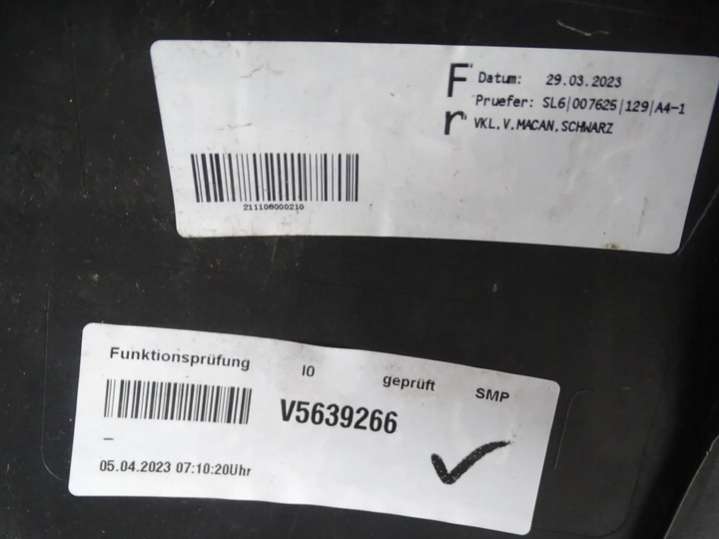 Fr
Datum: 29.03.2023
Pruefer: SL6|007625|129|A4-1
VKL.V.MACAN.SCHWARZ
211108000210
Funktionsprüfung IO geprüft SMP
V5639266
–
05.04.2023 07:10:20Uhr